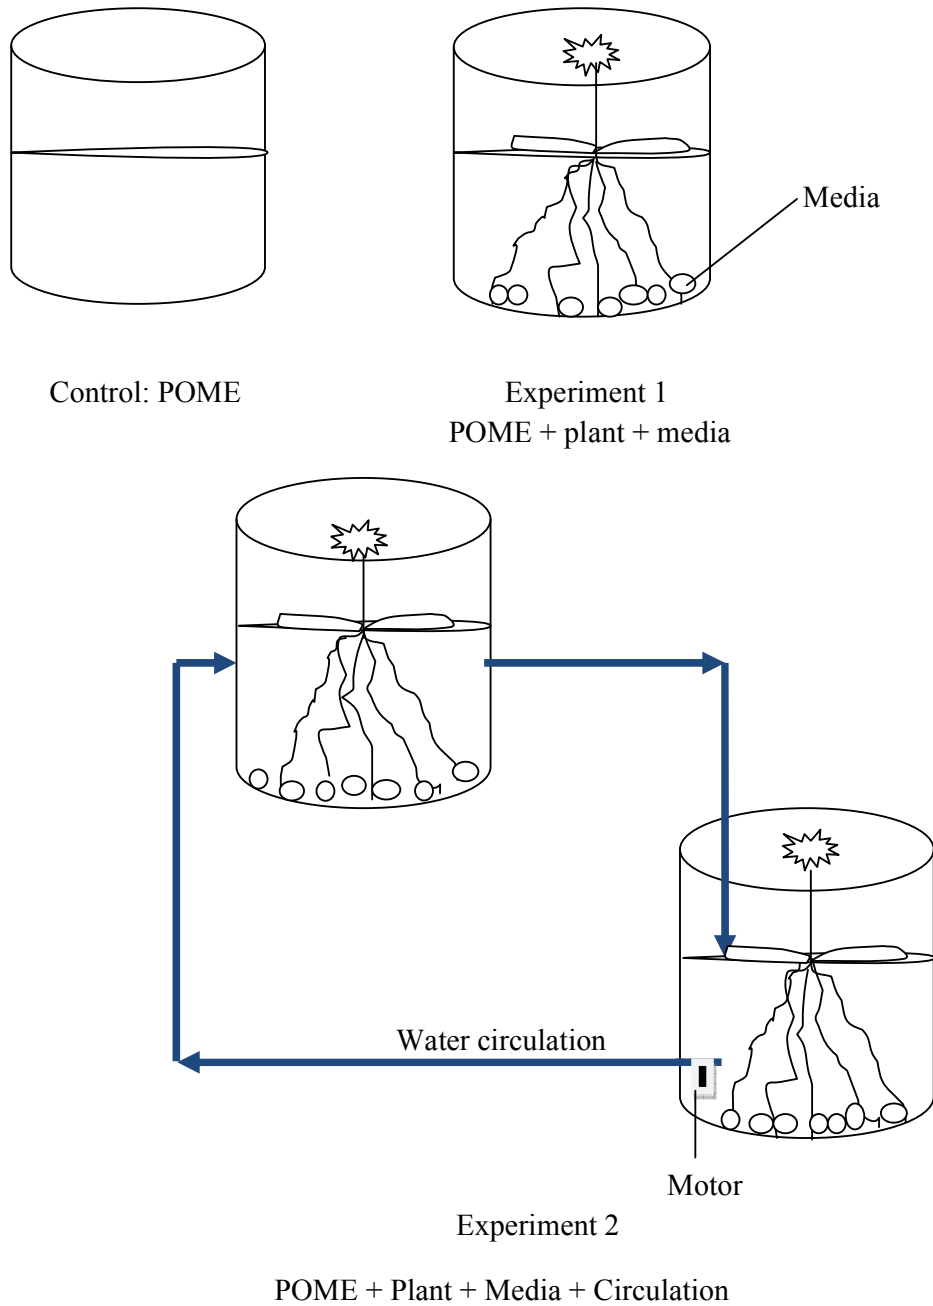 Media
Control: POME
Experiment 1
POME + plant + media
Water circulation
Motor
Experiment 2
POME + Plant + Media + Circulation